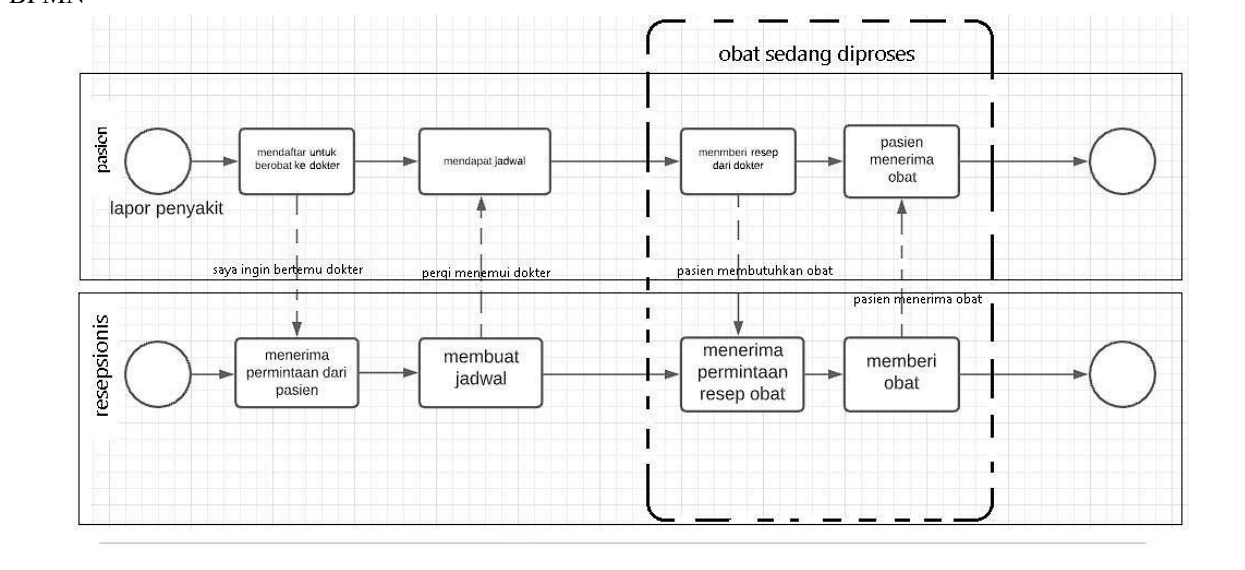 BPMN
obat sedang diproses
pasien
lapor penyakit
mendaftar untuk
berobat ke dokter
mendapat jadwal
menmberi resep
dari dokter
pasien
menerima
obat
saya ingin bertemu dokter
pergi menemui dokter
pasien membutuhkan obat
pasien menerima obat
resepsionis
menerima
permintaan dari
pasien
membuat
jadwal
menerima
permintaan
resep obat
memberi
obat